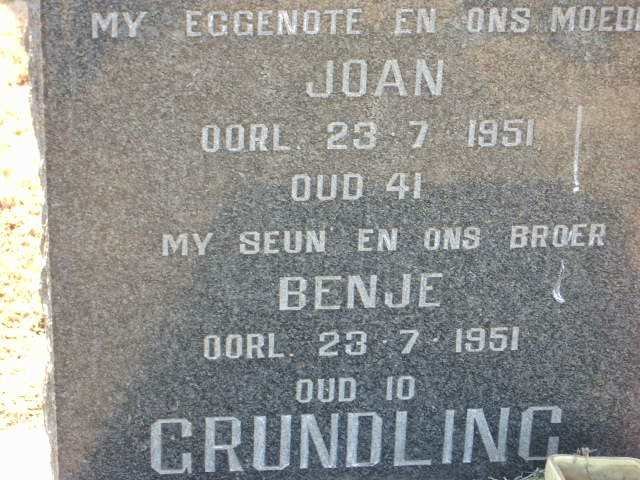 MY EGGENOTE EN ONS MOED
JOAN
OORL. 23·7·1951
OUD 41
MY SEUN EN ONS BROER
BENJE
OORL. 23·7·1951
OUD 10
GRUNDLING